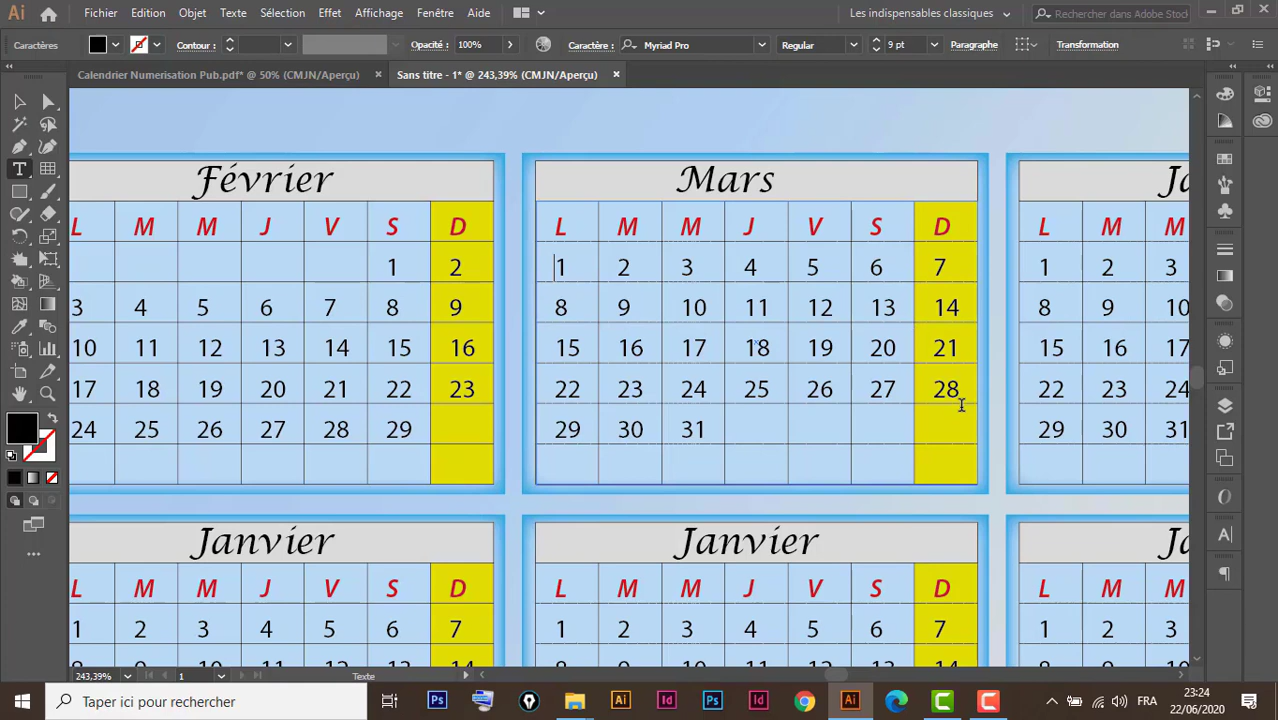 Ai Fichier Edition Objet Texte Sélection Effet Affichage Fenêtre Aide Les indispensables classiques Rechercher dans Adobe Stock
Caractères Contour : Opacité : 100% Caractère : Myriad Pro Regular 9 pt Paragraphe Transformation
Calendrier Numerisation Pub.pdf* @ 50% (CMJN/Aperçu) Sans titre - 1* @ 243,39% (CMJN/Aperçu)
Février
L M M J V S D
1 2
3 4 5 6 7 8 9
10 11 12 13 14 15 16
17 18 19 20 21 22 23
24 25 26 27 28 29
Mars
L M M J V S D
1 2 3 4 5 6 7
8 9 10 11 12 13 14
15 16 17 18 19 20 21
22 23 24 25 26 27 28
29 30 31
Ja
L M M
1 2 3
8 9 10
15 16 17
22 23 24
29 30 31
Janvier
L M M J V S D
1 2 3 4 5 6 7
Janvier
L M M J V S D
1 2 3 4 5 6 7
Ja
L M M
1 2 3
243,39% 1 Texte
Taper ici pour rechercher
Ps Ai Id Ps Id Ai
FRA
23:24
22/06/2020